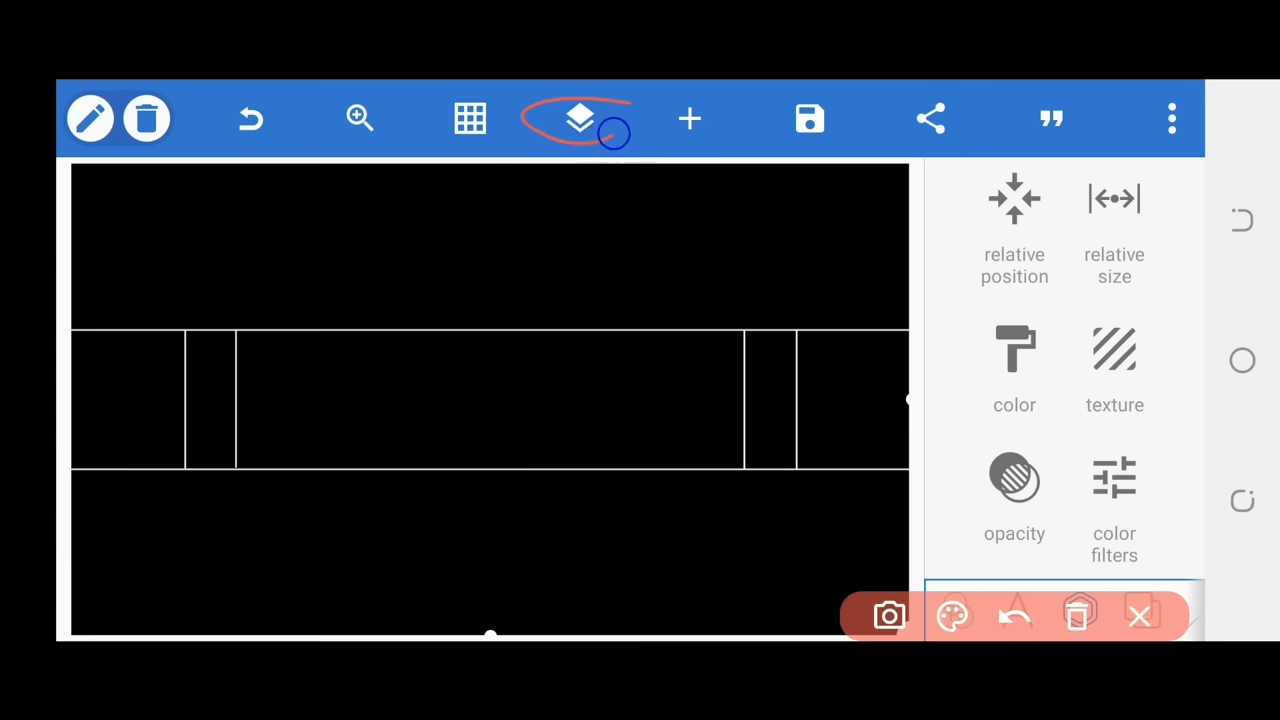 relative
position
relative
size
color
texture
opacity
color
filters